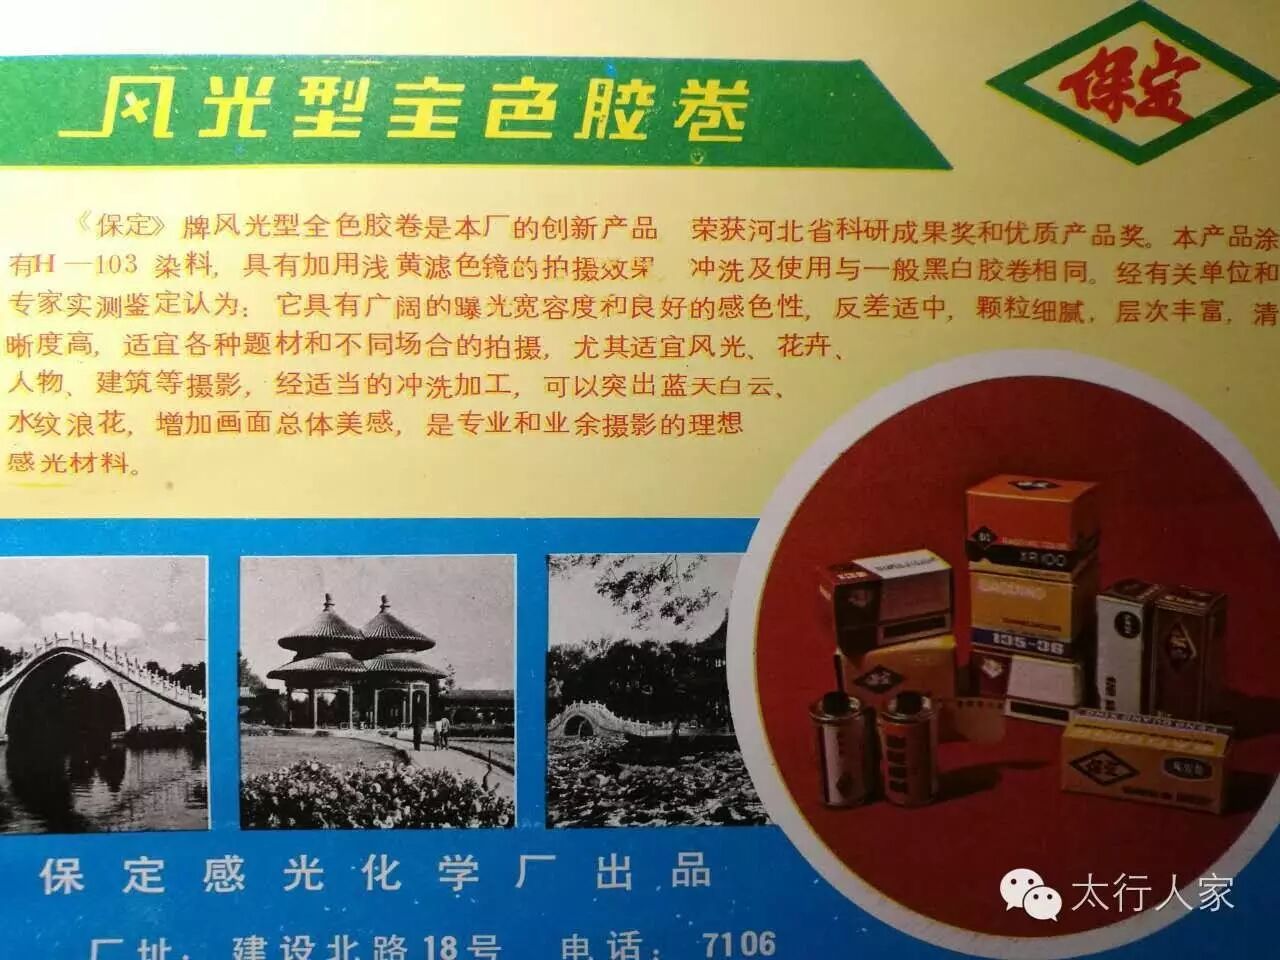 风光型全色胶卷
保定
《保定》牌风光型全色胶卷是本厂的创新产品 荣获河北省科研成果奖和优质产品奖。本产品涂
有H—103 染料，具有加用浅黄滤色镜的拍摄效果 冲洗及使用与一般黑白胶卷相同。经有关单位和
专家实测鉴定认为：它具有广阔的曝光宽容度和良好的感色性，反差适中，颗粒细腻，层次丰富，清
晰度高，适宜各种题材和不同场合的拍摄，尤其适宜风光、花卉、
人物、建筑等摄影，经适当的冲洗加工，可以突出蓝天白云、
水纹浪花，增加画面总体美感，是专业和业余摄影的理想
感光材料。
XR100
135-36
保定
保定感光化学厂出品
厂址：建设北路18号 电话：7106
太行人家